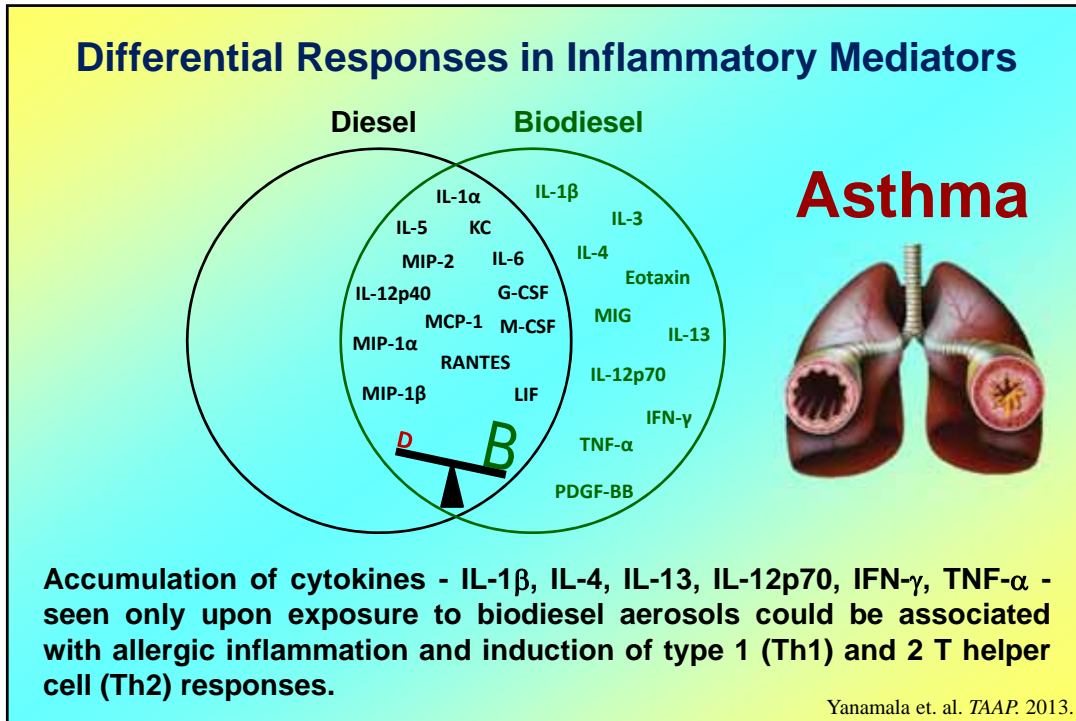 Differential Responses in Inflammatory Mediators
Diesel
Biodiesel
IL-1α
IL-5
KC
MIP-2
IL-6
IL-12p40
G-CSF
MCP-1
M-CSF
MIP-1α
RANTES
MIP-1β
LIF
D
B
IL-1β
IL-3
IL-4
Eotaxin
MIG
IL-13
IL-12p70
IFN-γ
TNF-α
PDGF-BB
Asthma
Accumulation of cytokines - IL-1β, IL-4, IL-13, IL-12p70, IFN-γ, TNF-α -
seen only upon exposure to biodiesel aerosols could be associated
with allergic inflammation and induction of type 1 (Th1) and 2 T helper
cell (Th2) responses.
Yanamala et. al. TAAP. 2013.